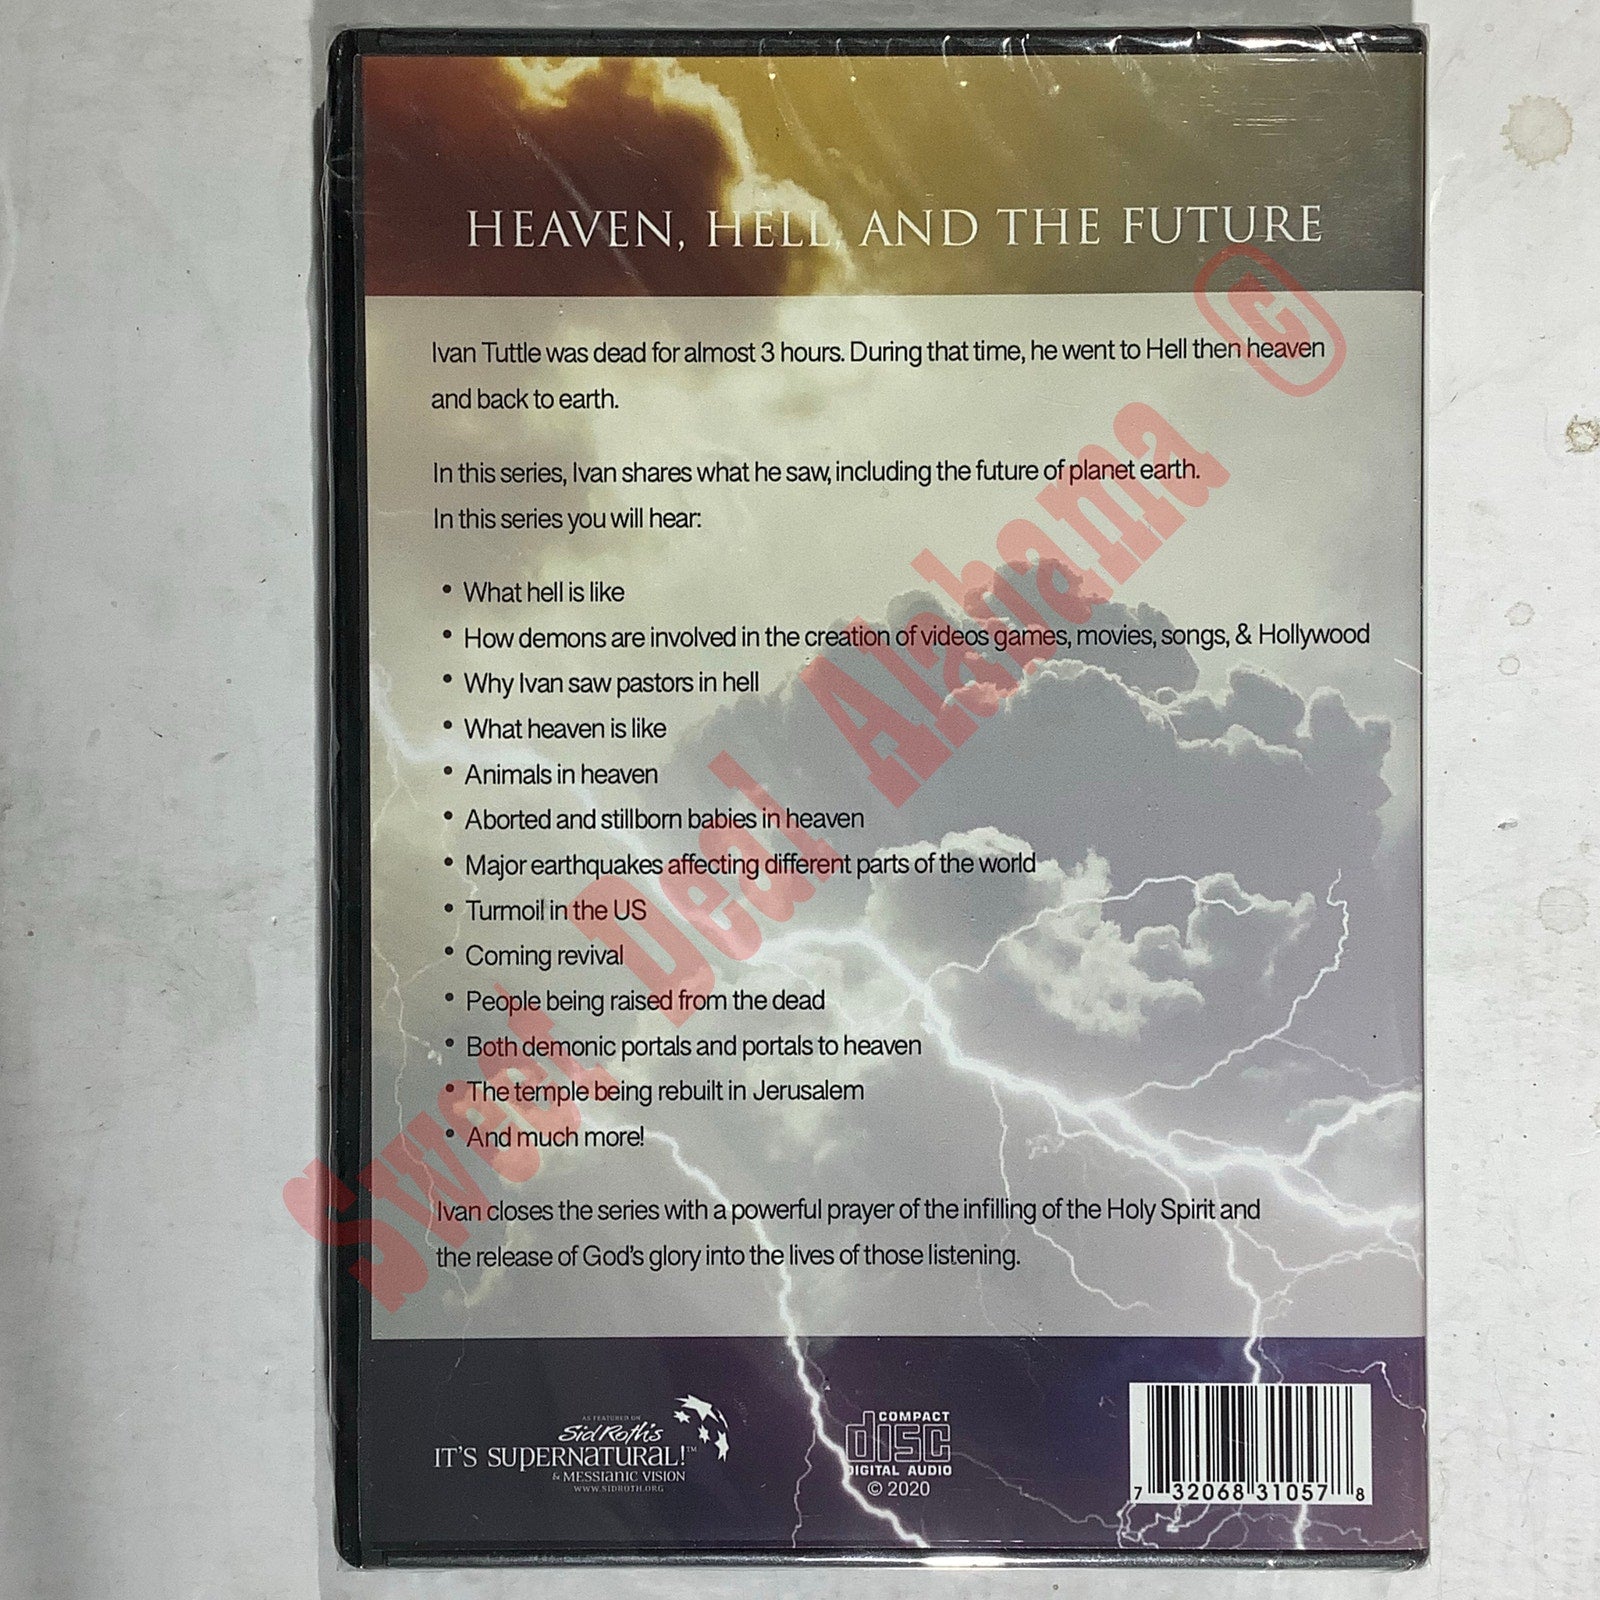 HEAVEN, HELL, AND THE FUTURE
Ivan Tuttle was dead for almost 3 hours. During that time, he went to Hell then heaven
and back to earth.
In this series, Ivan shares what he saw, including the future of planet earth.
In this series you will hear:
• What hell is like
• How demons are involved in the creation of videos games, movies, songs, & Hollywood
• Why Ivan saw pastors in hell
• What heaven is like
• Animals in heaven
• Aborted and stillborn babies in heaven
• Major earthquakes affecting different parts of the world
• Turmoil in the US
• Coming revival
• People being raised from the dead
• Both demonic portals and portals to heaven
• The temple being rebuilt in Jerusalem
• And much more!
Ivan closes the series with a powerful prayer of the infilling of the Holy Spirit and
the release of God's glory into the lives of those listening.
AS FEATURED ON
Sid Roth's
IT'S SUPERNATURAL!™
& MESSIANIC VISION
WWW.SIDROTH.ORG
COMPACT
disc
DIGITAL AUDIO
© 2020
7 32068 31057 8
Sweet Deal Alabama ©